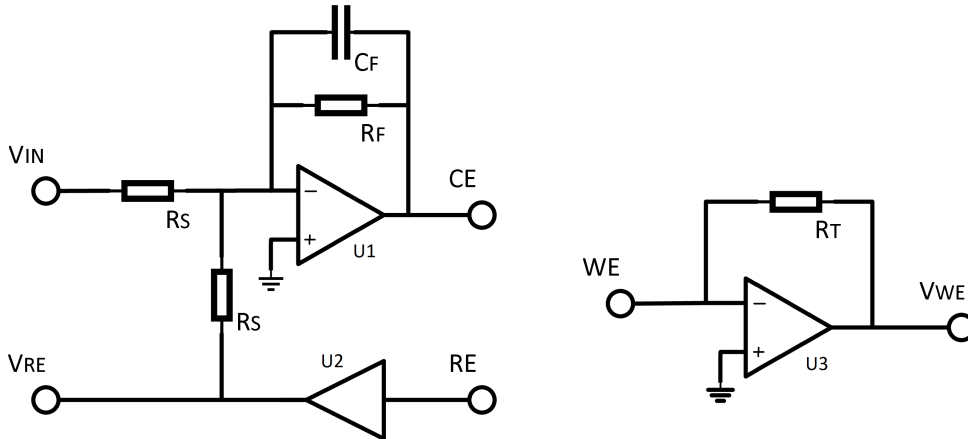 CF
RF
VIN
RS
−
+
U1
CE
RS
VRE
U2
RE
RT
WE
−
+
U3
VWE